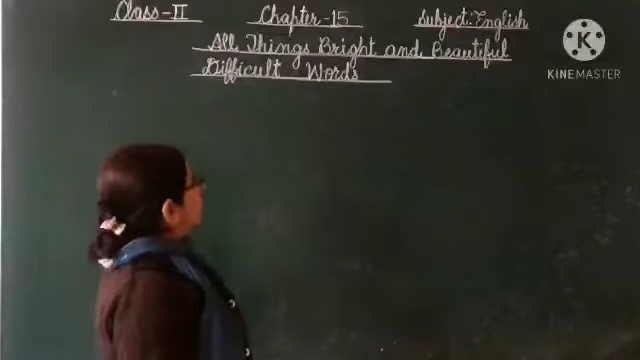 Class-II Chapter-15 Subject:English
All Things Bright and Beautiful
Difficult Words
K
KINEMASTER